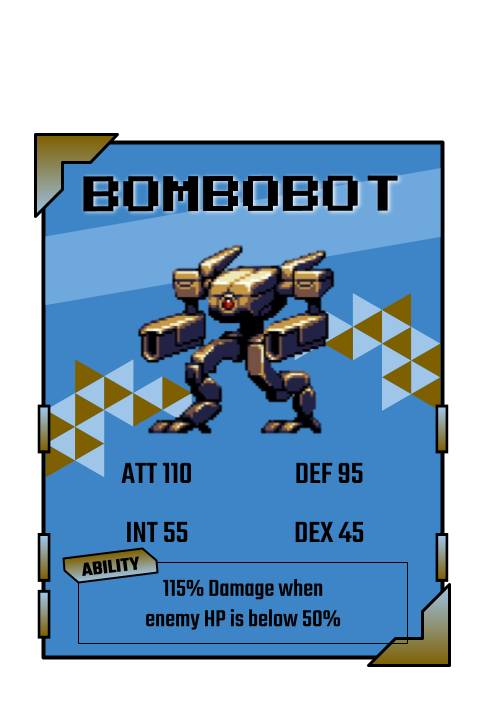 BOMBOBOT
ATT 110 DEF 95
INT 55 DEX 45
ABILITY
115% Damage when
enemy HP is below 50%